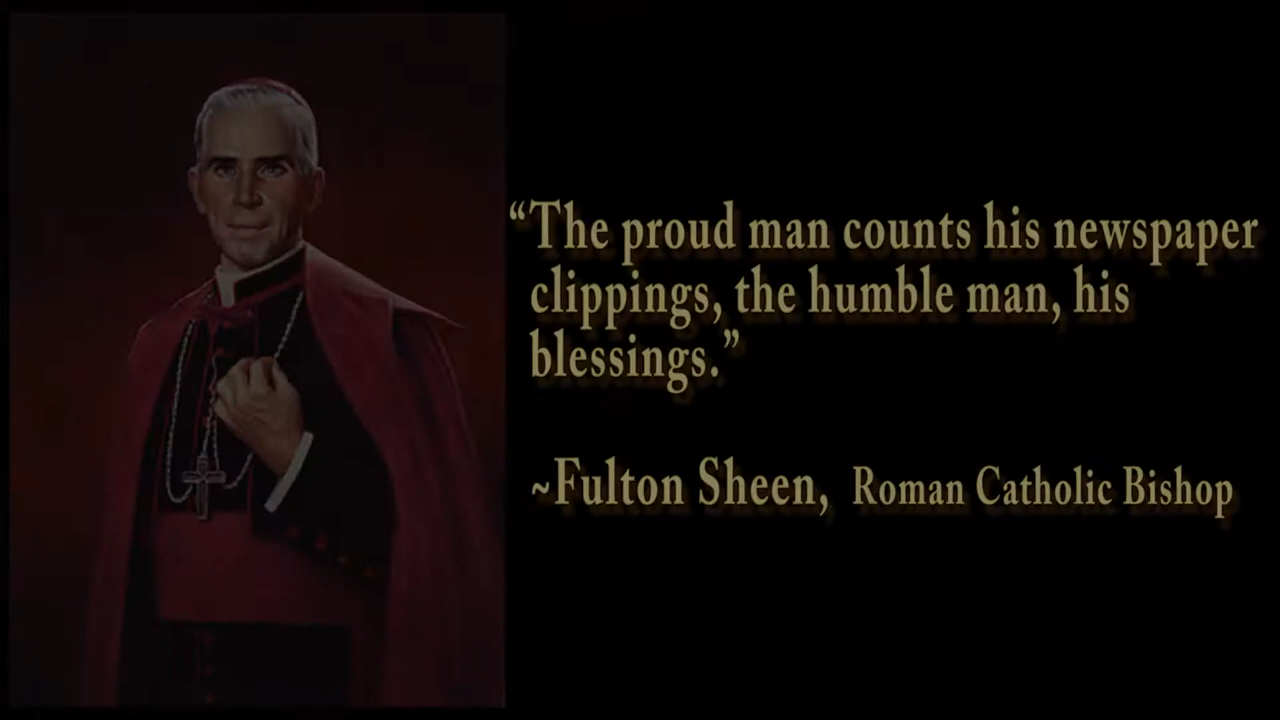 “The proud man counts his newspaper
clippings, the humble man, his
blessings.”
~Fulton Sheen, Roman Catholic Bishop